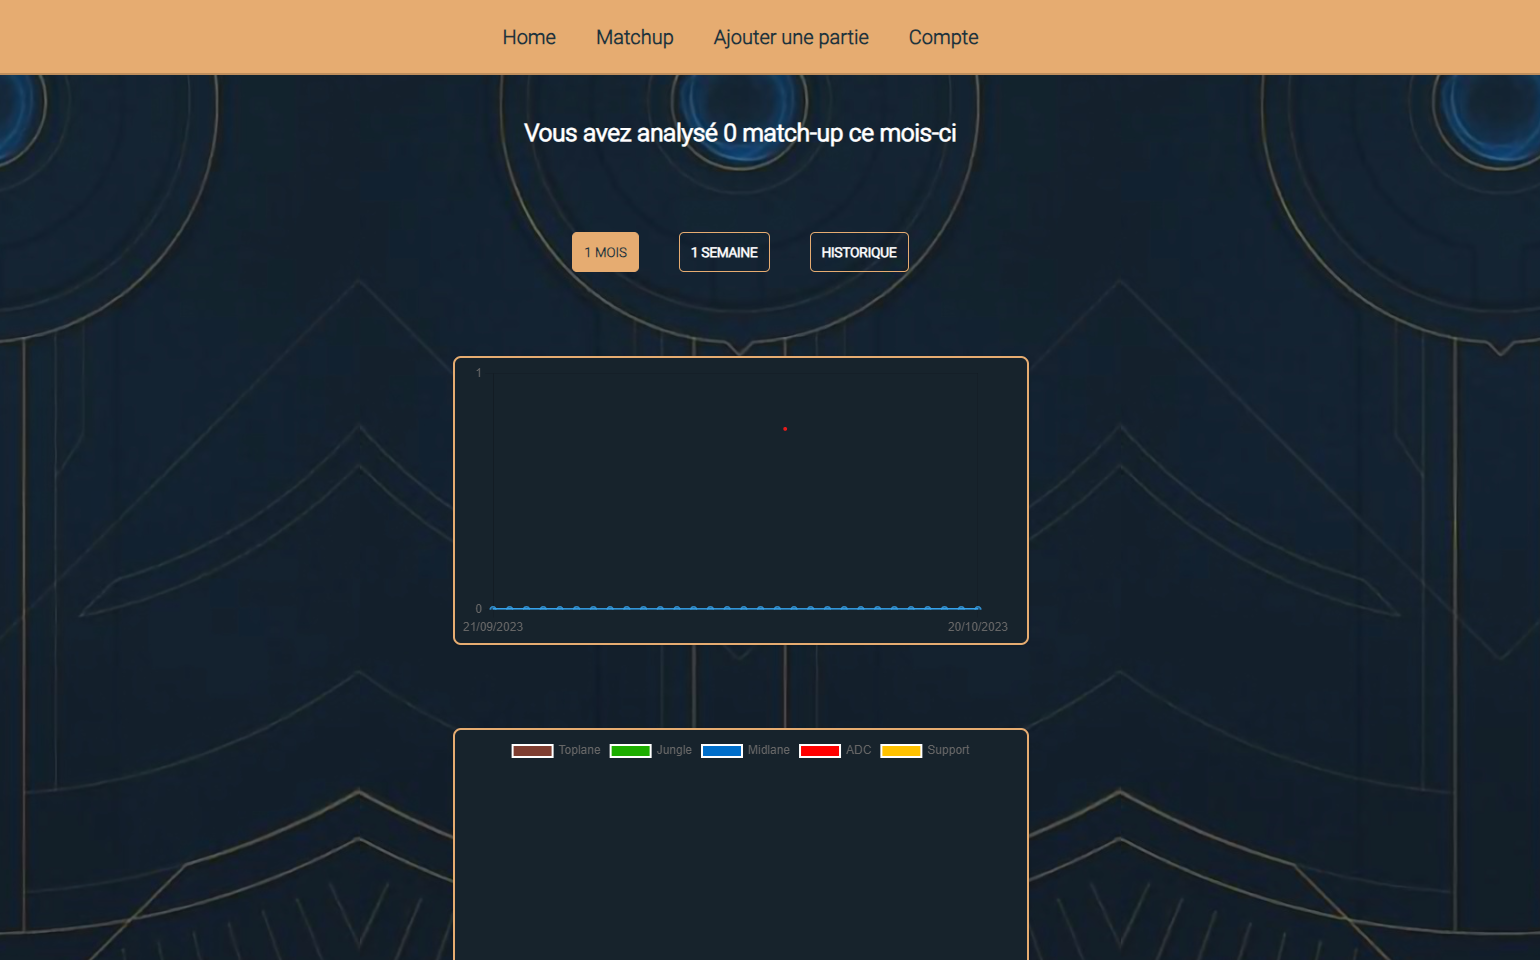 Home Matchup Ajouter une partie Compte
Vous avez analysé 0 match-up ce mois-ci
1 MOIS 1 SEMAINE HISTORIQUE
1
0
21/09/2023 20/10/2023
Toplane Jungle Midlane ADC Support